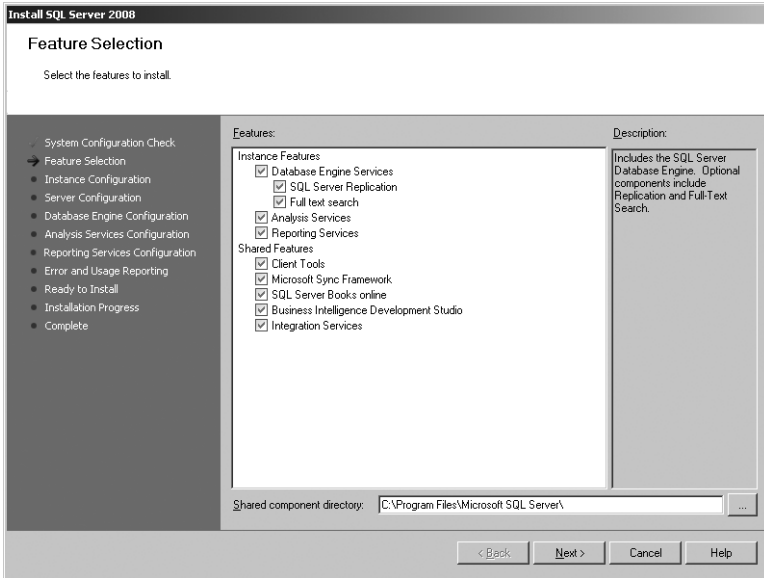 Install SQL Server 2008
Feature Selection
Select the features to install.
System Configuration Check
Feature Selection
Instance Configuration
Server Configuration
Database Engine Configuration
Analysis Services Configuration
Reporting Services Configuration
Error and Usage Reporting
Ready to Install
Installation Progress
Complete
Features:
Instance Features
Database Engine Services
SQL Server Replication
Full text search
Analysis Services
Reporting Services
Shared Features
Client Tools
Microsoft Sync Framework
SQL Server Books online
Business Intelligence Development Studio
Integration Services
Description:
Includes the SQL Server
Database Engine. Optional
components include
Replication and Full-Text
Search.
Shared component directory: C:\Program Files\Microsoft SQL Server\ ...
< Back Next > Cancel Help